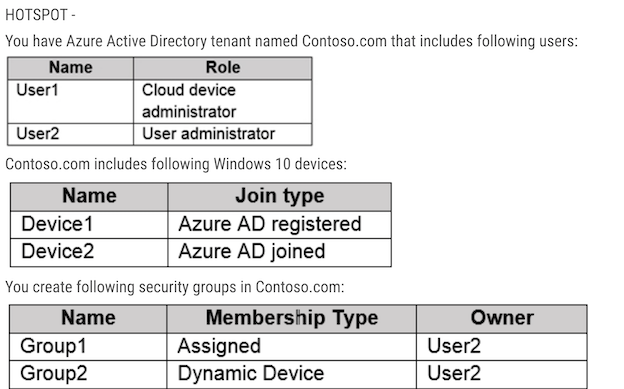 HOTSPOT -
You have Azure Active Directory tenant named Contoso.com that includes following users:
Name Role
User1 Cloud device
administrator
User2 User administrator
Contoso.com includes following Windows 10 devices:
Name Join type
Device1 Azure AD registered
Device2 Azure AD joined
You create following security groups in Contoso.com:
Name Membership Type Owner
Group1 Assigned User2
Group2 Dynamic Device User2